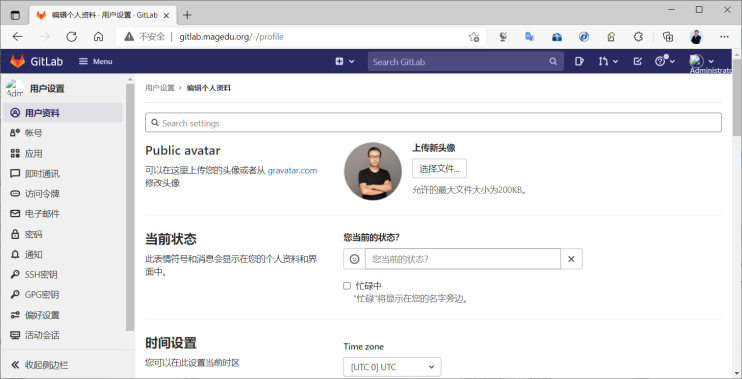 编辑个人资料 · 用户设置 · GitLab
不安全 | gitlab.magedu.org/-/profile
GitLab Menu Search GitLab Administrator
Adm 用户设置
用户设置 > 编辑个人资料
用户资料
帐号
应用
即时通讯
访问令牌
电子邮件
密码
通知
SSH密钥
GPG密钥
偏好设置
活动会话
收起侧边栏
Search settings
Public avatar
可以在这里上传您的头像或者从 gravatar.com
修改头像
上传新头像
选择文件...
允许的最大文件大小为200KB。
当前状态
此表情符号和消息会显示在您的个人资料和界
面中。
您当前的状态?
您当前的状态?
忙碌中
"忙碌"将显示在您的名字旁边。
时间设置
您可以在此设置当前时区
Time zone
[UTC 0] UTC